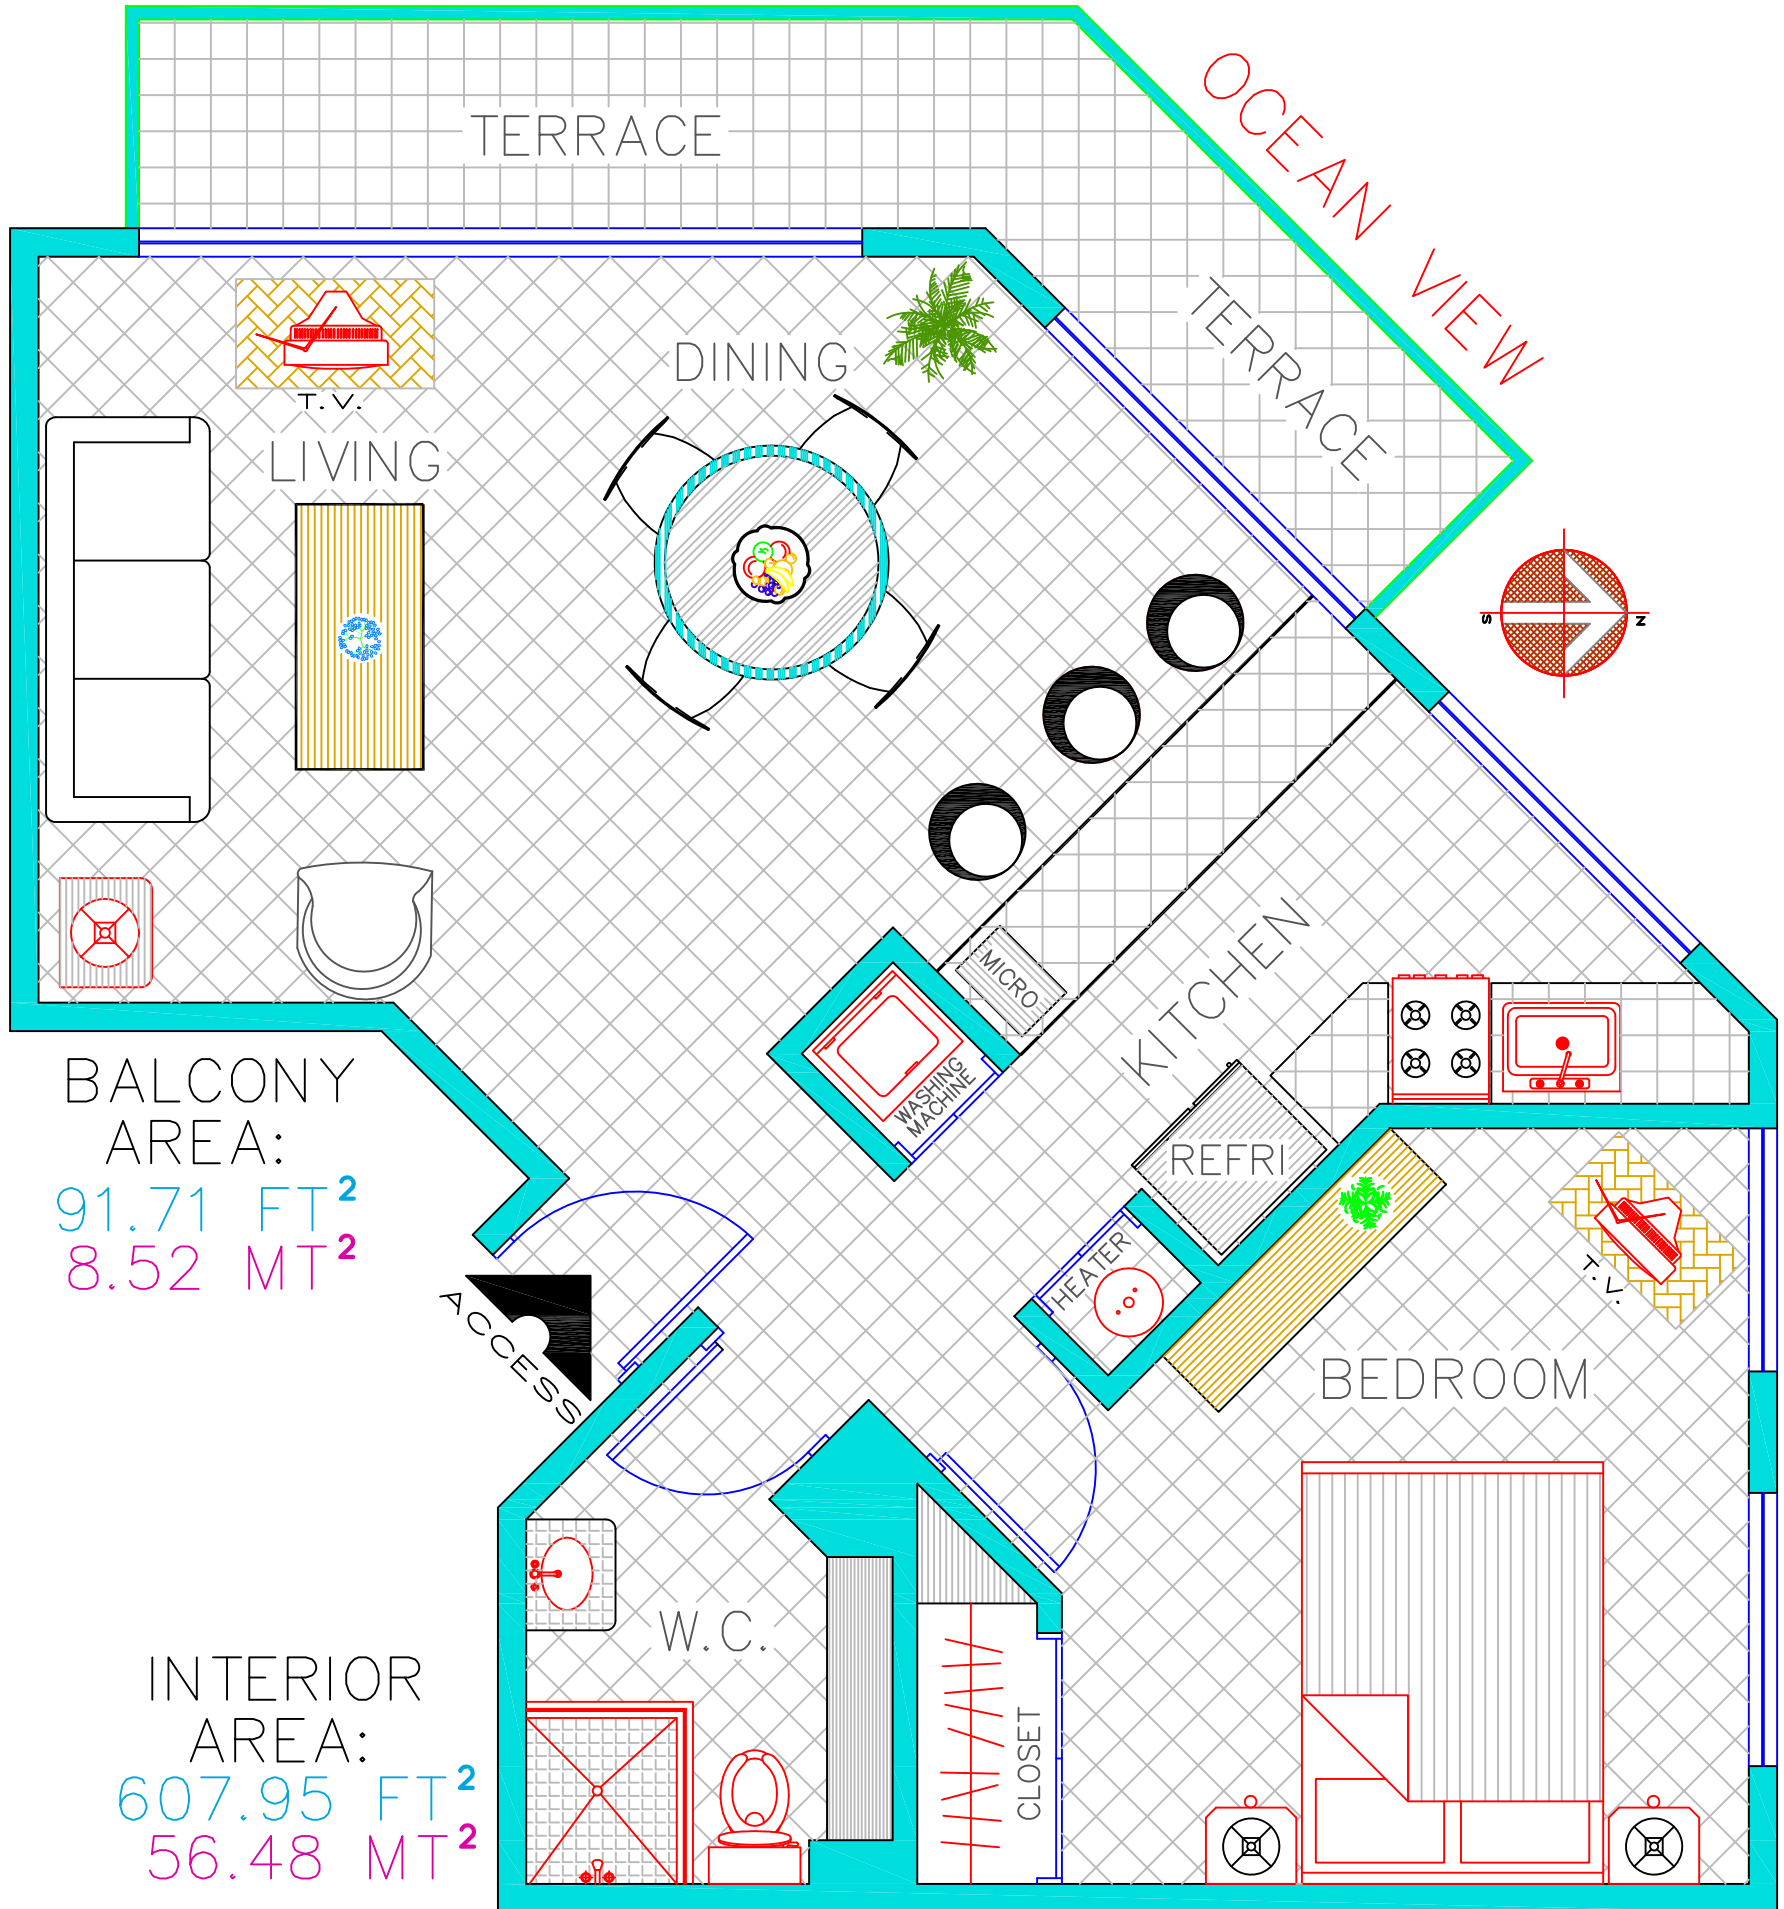 TERRACE
OCEAN VIEW
TERRACE
DINING
T.V.
LIVING
S
N
MICRO
KITCHEN
WASHING
MACHINE
REFRI
HEATER
T.V.
BEDROOM
BALCONY
AREA:
91.71 FT²
8.52 MT²
ACCESS
W.C.
CLOSET
INTERIOR
AREA:
607.95 FT²
56.48 MT²